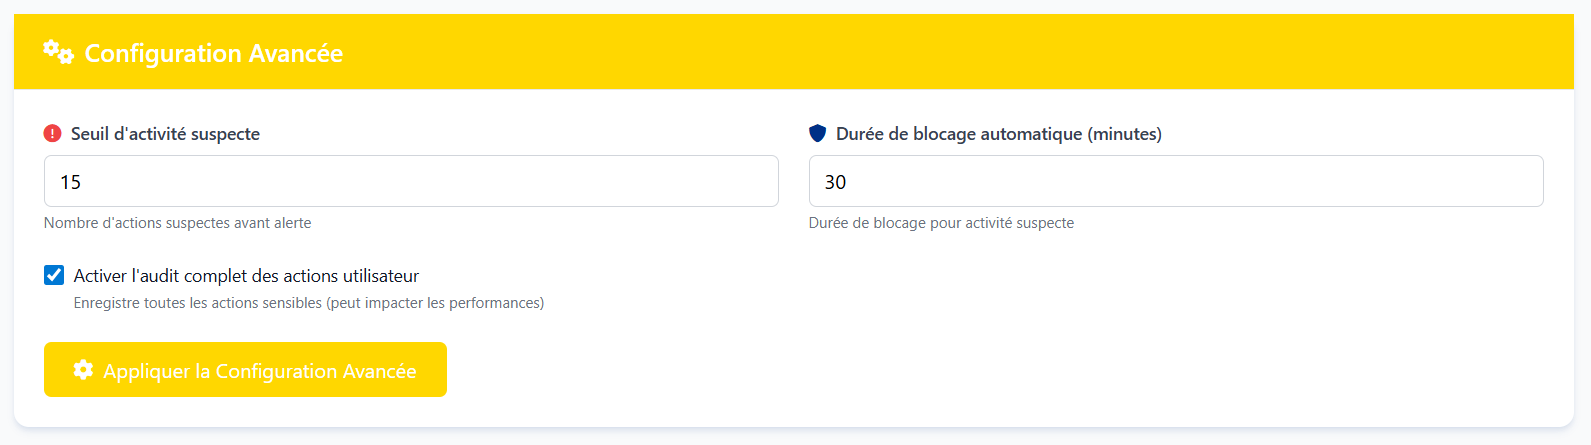 Configuration Avancée
Seuil d'activité suspecte
15
Nombre d'actions suspectes avant alerte
Durée de blocage automatique (minutes)
30
Durée de blocage pour activité suspecte
Activer l'audit complet des actions utilisateur
Enregistre toutes les actions sensibles (peut impacter les performances)
Appliquer la Configuration Avancée